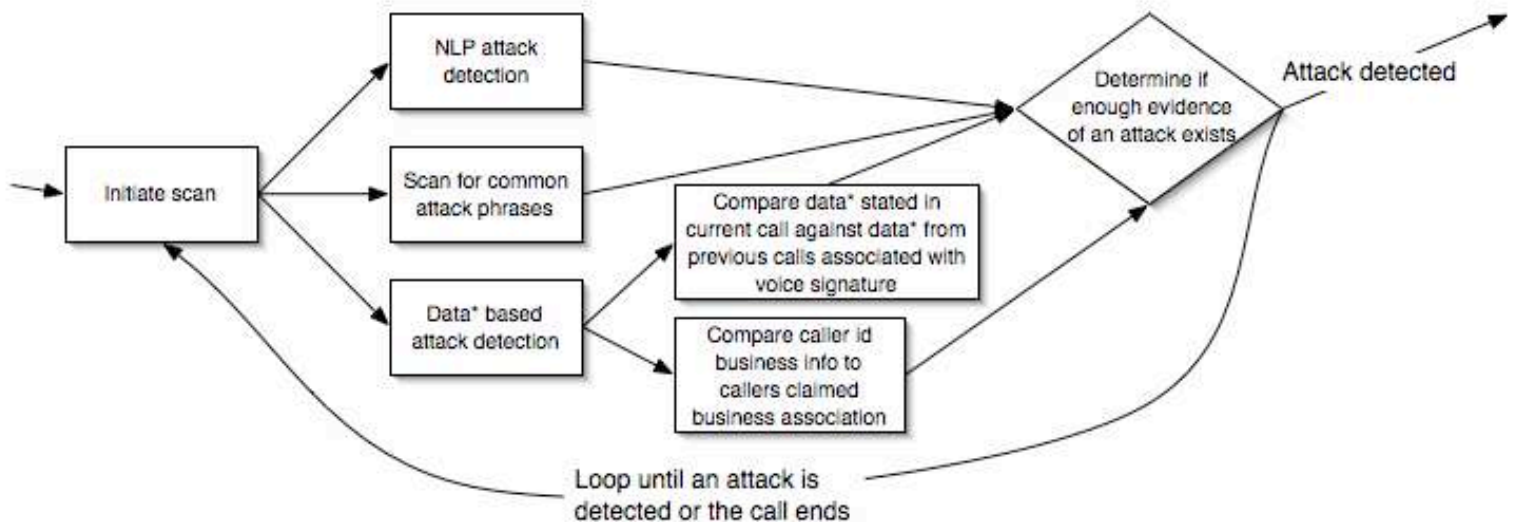 NLP attack
detection
Determine if
enough evidence
of an attack exists
Attack detected
Initiate scan
Scan for common
attack phrases
Compare data* stated in
current call against data* from
previous calls associated with
voice signature
Data* based
attack detection
Compare caller id
business info to
callers claimed
business association
Loop until an attack is
detected or the call ends